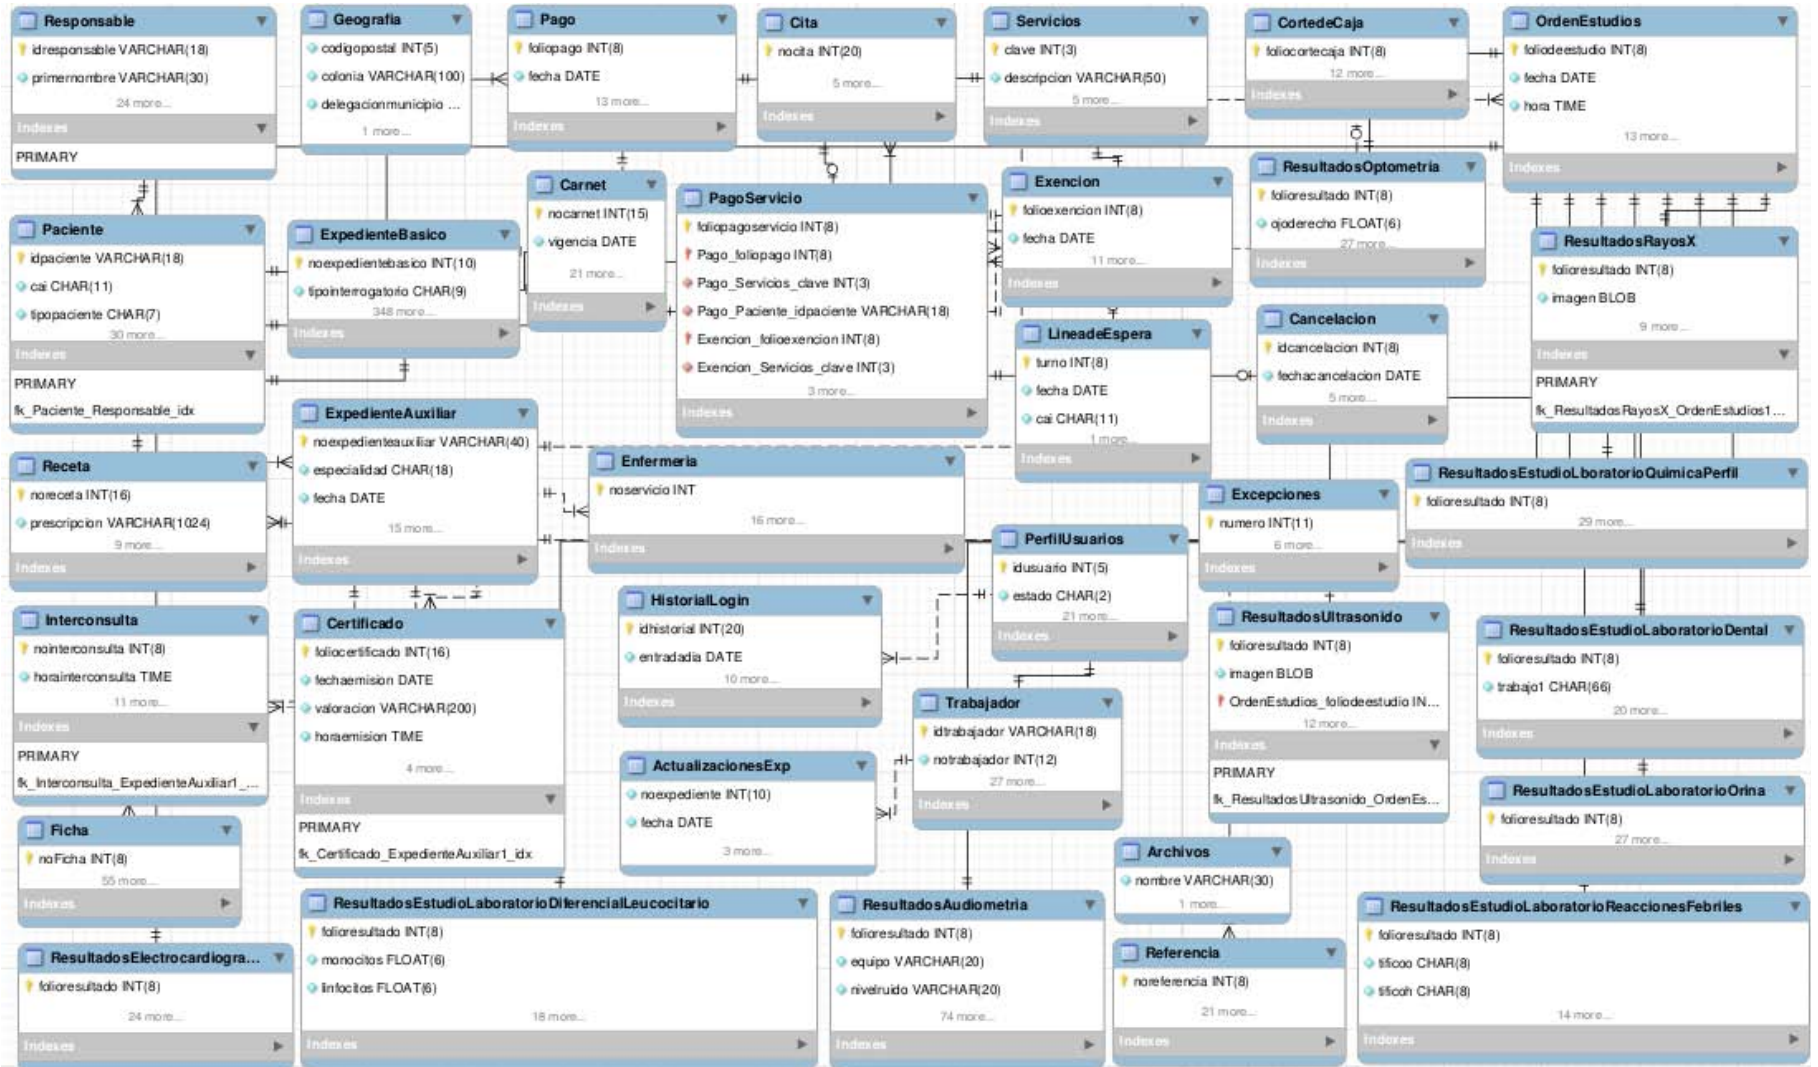 Responsable
idresponsable VARCHAR(18)
primernombre VARCHAR(30)
24 more...
Indexes
PRIMARY
Geografia
codigopostal INT(5)
colonia VARCHAR(100)
delegacionmunicipio ...
1 more...
Pago
foliopago INT(8)
fecha DATE
13 more...
Indexes
Cita
nocita INT(20)
5 more...
Indexes
Servicios
clave INT(3)
descripcion VARCHAR(50)
5 more...
Indexes
CortedeCaja
foliocortecaja INT(8)
12 more...
Indexes
OrdenEstudios
foliodeestudio INT(8)
fecha DATE
hora TIME
13 more...
Indexes
Paciente
idpaciente VARCHAR(18)
cai CHAR(11)
tipopaciente CHAR(7)
30 more...
Indexes
PRIMARY
fk_Paciente_Responsable_idx
ExpedienteBasico
noexpedientebasico INT(10)
tipointerrogatorio CHAR(9)
348 more...
Indexes
Carnet
nocarnet INT(15)
vigencia DATE
21 more...
Indexes
PagoServicio
foliopagoservicio INT(8)
Pago_foliopago INT(8)
Pago_Servicios_clave INT(3)
Pago_Paciente_idpaciente VARCHAR(18)
Exencion_folioexencion INT(8)
Exencion_Servicios_clave INT(3)
3 more...
Indexes
Exencion
folioexencion INT(8)
fecha DATE
11 more...
Indexes
ResultadosOptometria
folioresultado INT(8)
ojoderecho FLOAT(6)
27 more...
Indexes
ResultadosRayosX
folioresultado INT(8)
imagen BLOB
9 more...
Indexes
PRIMARY
fk_ResultadosRayosX_OrdenEstudios1...
LineadeEspera
turno INT(8)
fecha DATE
cai CHAR(11)
1 more...
Indexes
Cancelacion
idcancelacion INT(8)
fechacancelacion DATE
5 more...
Indexes
Receta
noreceta INT(16)
prescripcion VARCHAR(1024)
9 more...
Indexes
ExpedienteAuxiliar
noexpedienteauxiliar VARCHAR(40)
especialidad CHAR(18)
fecha DATE
15 more...
Indexes
Enfermeria
noservicio INT
16 more...
Indexes
Excepciones
numero INT(11)
6 more...
Indexes
ResultadosEstudioLboratorioQuimicaPerfil
folioresultado INT(8)
29 more...
Indexes
PerfilUsuarios
idusuario INT(5)
estado CHAR(2)
21 more...
Indexes
Interconsulta
nointerconsulta INT(8)
horainterconsulta TIME
11 more...
Indexes
PRIMARY
fk_Interconsulta_ExpedienteAuxiliar1_...
Certificado
foliocertificado INT(16)
fechaemision DATE
valoracion VARCHAR(200)
horaemision TIME
4 more...
Indexes
PRIMARY
fk_Certificado_ExpedienteAuxiliar1_idx
HistorialLogin
idhistorial INT(20)
entradadia DATE
10 more...
Indexes
Trabajador
idtrabajador VARCHAR(18)
notrabajador INT(12)
27 more...
Indexes
ResultadosUltrasonido
folioresultado INT(8)
imagen BLOB
OrdenEstudios_foliodeestudio IN...
12 more...
Indexes
PRIMARY
fk_ResultadosUltrasonido_OrdenEs...
ResultadosEstudioLaboratorioDental
folioresultado INT(8)
trabajo1 CHAR(66)
20 more...
Indexes
ActualizacionesExp
noexpediente INT(10)
fecha DATE
3 more...
ResultadosEstudioLaboratorioOrina
folioresultado INT(8)
27 more...
Indexes
Ficha
noFicha INT(8)
55 more...
Indexes
Archivos
nombre VARCHAR(30)
1 more...
ResultadosElectrocardiogra...
folioresultado INT(8)
24 more...
Indexes
ResultadosEstudioLaboratorioDiferencialLeucocitario
folioresultado INT(8)
monocitos FLOAT(6)
linfocitos FLOAT(6)
18 more...
Indexes
ResultadosAudiometria
folioresultado INT(8)
equipo VARCHAR(20)
nivelruido VARCHAR(20)
74 more...
Indexes
Referencia
noreferencia INT(8)
21 more...
Indexes
ResultadosEstudioLaboratorioReaccionesFebriles
folioresultado INT(8)
tificoo CHAR(8)
tificoh CHAR(8)
14 more...
Indexes